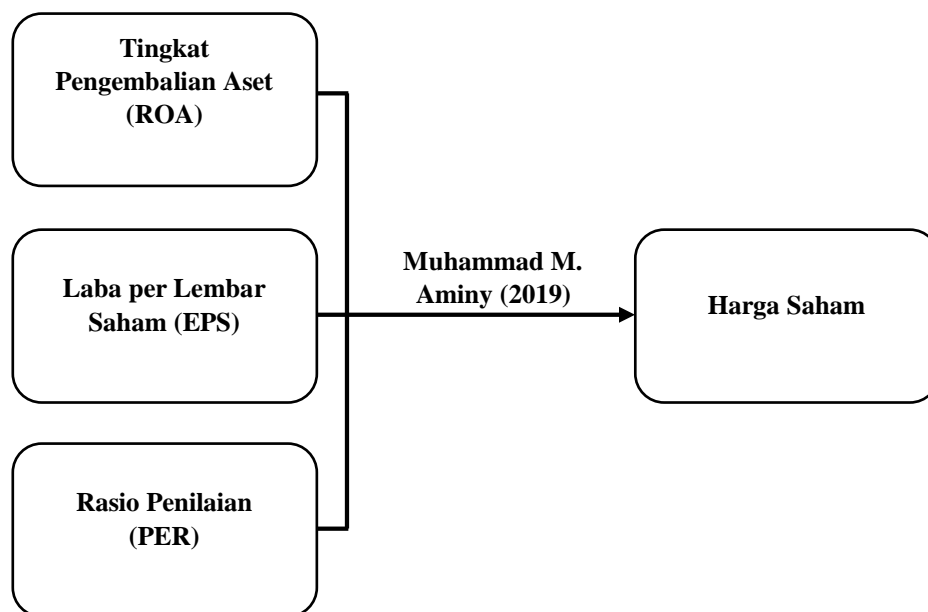 Tingkat
Pengembalian Aset
(ROA)
Laba per Lembar
Saham (EPS)
Rasio Penilaian
(PER)
Muhammad M.
Aminy (2019)
Harga Saham